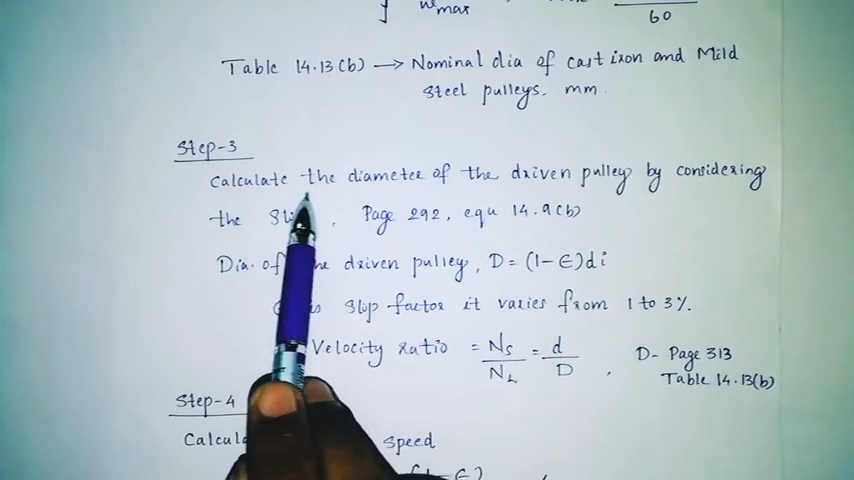 w max
60
Table 14.13(b) → Nominal dia of cast iron and Mild
Steel pulleys. mm.
Step-3
Calculate the diameter of the driven pulley by considering
the , Page 292, equ 14.9(b)
Dia. of driven pulley, D = (1-ϵ)di
Slop factor it varies from 1 to 3%.
Velocity ratio = NS/NL = d/D , D- Page 313
Table 14.13(b)
Step-4
speed